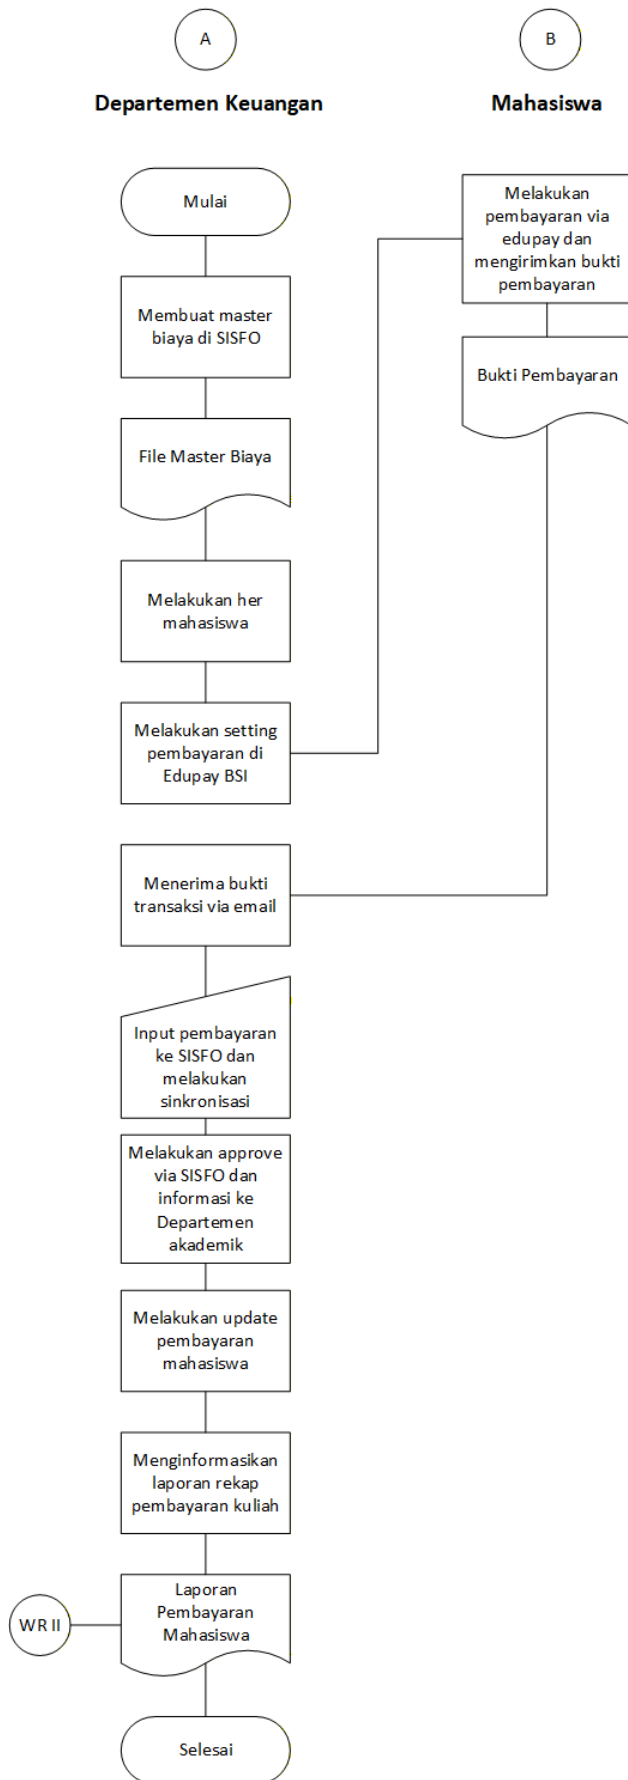 A
B
Departemen Keuangan
Mahasiswa
Mulai
Melakukan
pembayaran via
edupay dan
mengirimkan bukti
pembayaran
Membuat master
biaya di SISFO
Bukti Pembayaran
File Master Biaya
Melakukan her
mahasiswa
Melakukan setting
pembayaran di
Edupay BSI
Menerima bukti
transaksi via email
Input pembayaran
ke SISFO dan
melakukan
sinkronisasi
Melakukan approve
via SISFO dan
informasi ke
Departemen
akademik
Melakukan update
pembayaran
mahasiswa
Menginformasikan
laporan rekap
pembayaran kuliah
Laporan
Pembayaran
Mahasiswa
WR II
Selesai